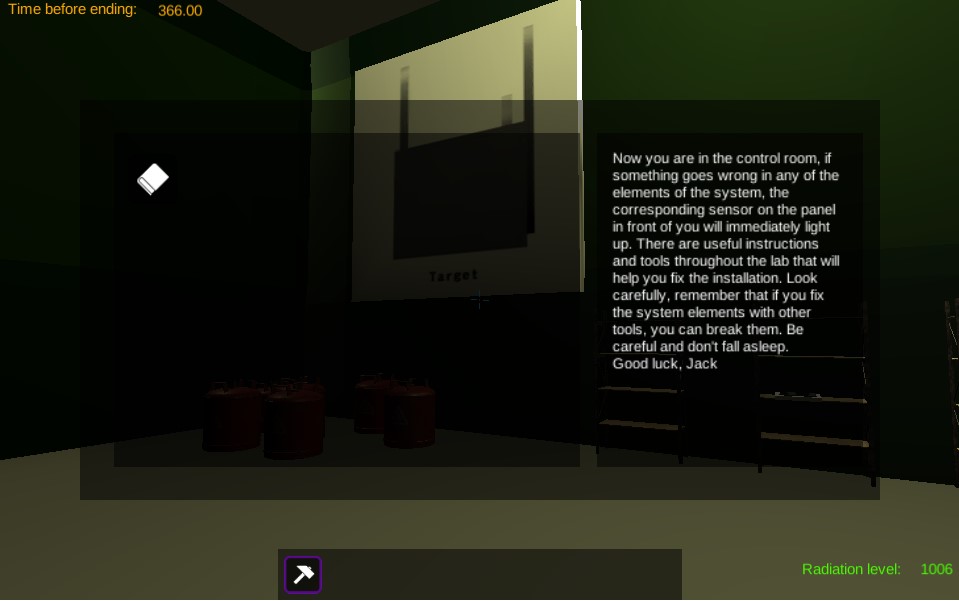 Time before ending: 366.00
Target
Now you are in the control room, if
something goes wrong in any of the
elements of the system, the
corresponding sensor on the panel
in front of you will immediately light
up. There are useful instructions
and tools throughout the lab that will
help you fix the installation. Look
carefully, remember that if you fix
the system elements with other
tools, you can break them. Be
careful and don't fall asleep.
Good luck, Jack
Radiation level: 1006